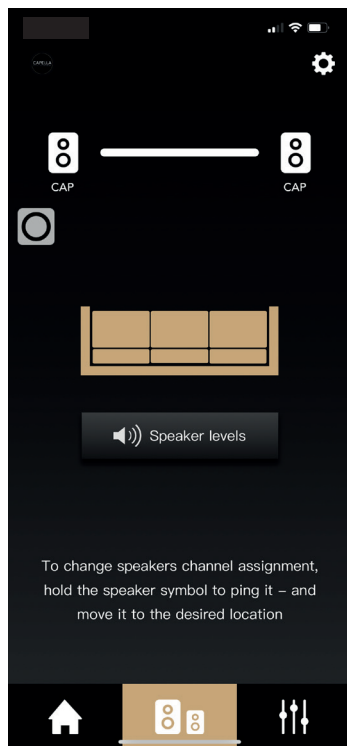 CAPELLA
CAP
CAP
Speaker levels
To change speakers channel assignment,
hold the speaker symbol to ping it – and
move it to the desired location